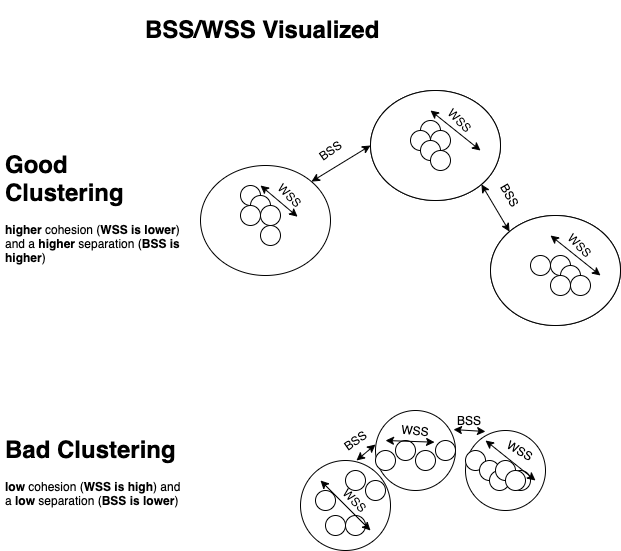 BSS/WSS Visualized
WSS
BSS
Good
Clustering
WSS
BSS
higher cohesion (WSS is lower)
and a higher separation (BSS is
higher)
WSS
BSS
WSS
BSS
WSS
Bad Clustering
low cohesion (WSS is high) and
a low separation (BSS is lower)
WSS